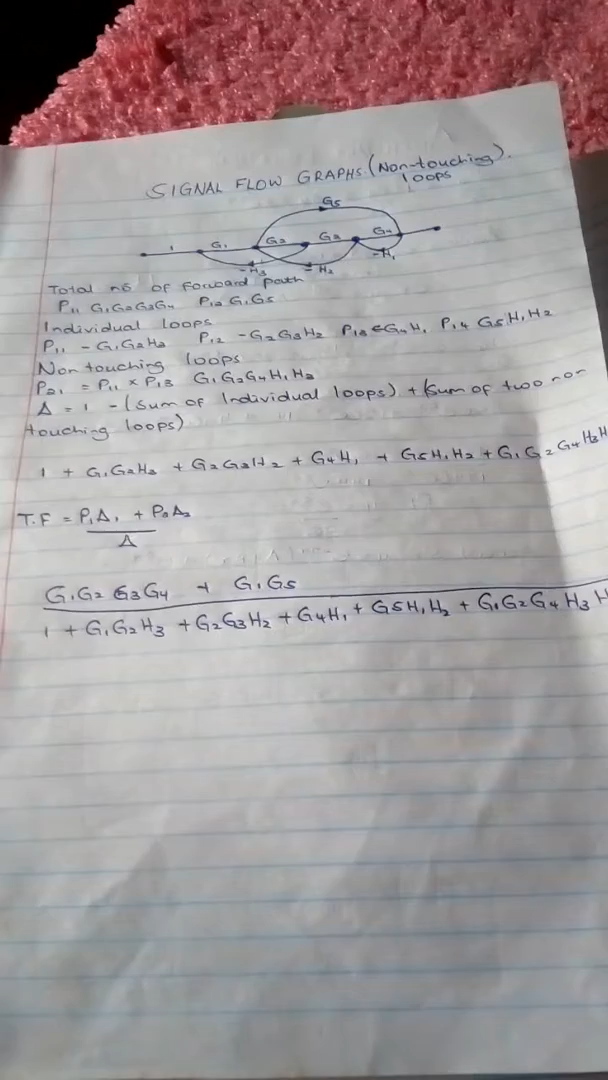 SIGNAL FLOW GRAPHS (Non-touching)
loops
G5
1 G1 G2 G3 G4
-H3 -H2 -H1
Total no of forward path
P11 G1G2G3G4 P12 G1G5
Individual loops
P11 - G1G2H3 P12 - G2G3H2 P13 G4H1 P14 G5H1H2
Non touching loops
P21 = P11 x P13 G1G2G4H1H3
Δ = 1 - (Sum of Individual loops) + (Sum of two non
touching loops)
1 + G1G2H3 + G2G3H2 + G4H1 + G5H1H2 + G1G2G4H3H
T.F = P1Δ1 + P2Δ2
Δ
G1G2G3G4 + G1G5
1 + G1G2H3 + G2G3H2 + G4H1 + G5H1H2 + G1G2G4H3H